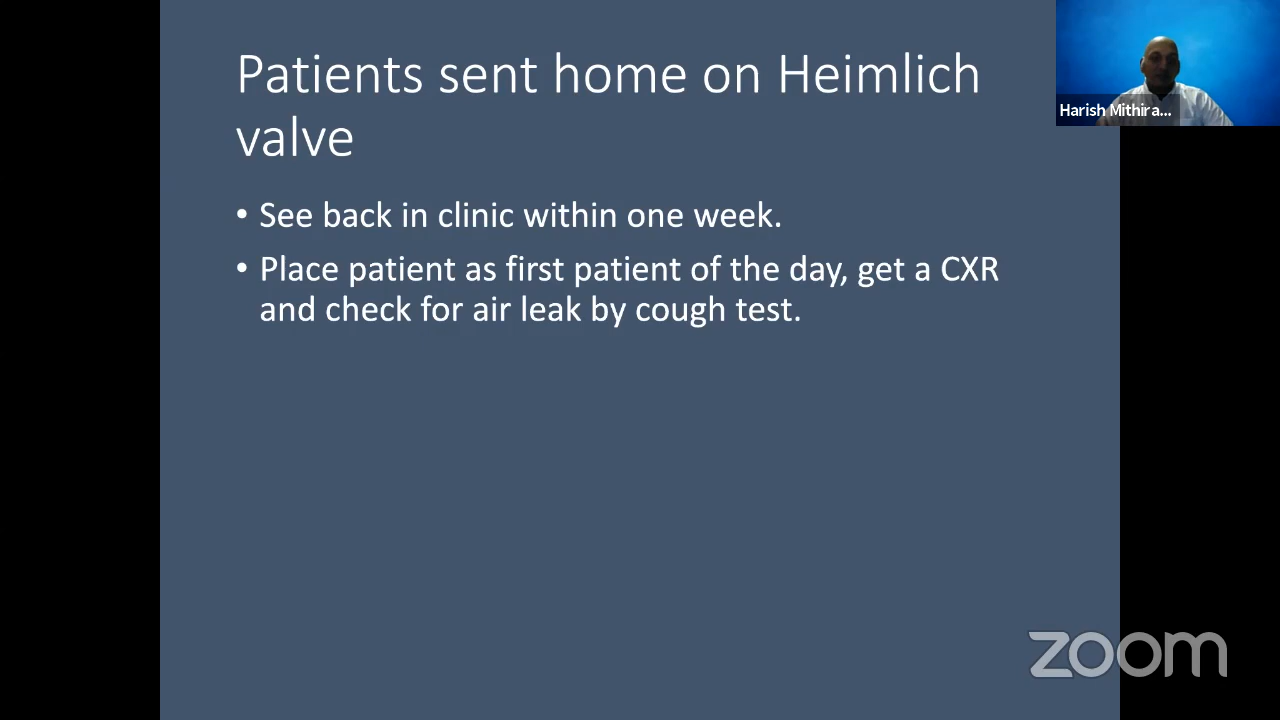 Patients sent home on Heimlich
valve
• See back in clinic within one week.
• Place patient as first patient of the day, get a CXR
and check for air leak by cough test.
Harish Mithira...
zoom